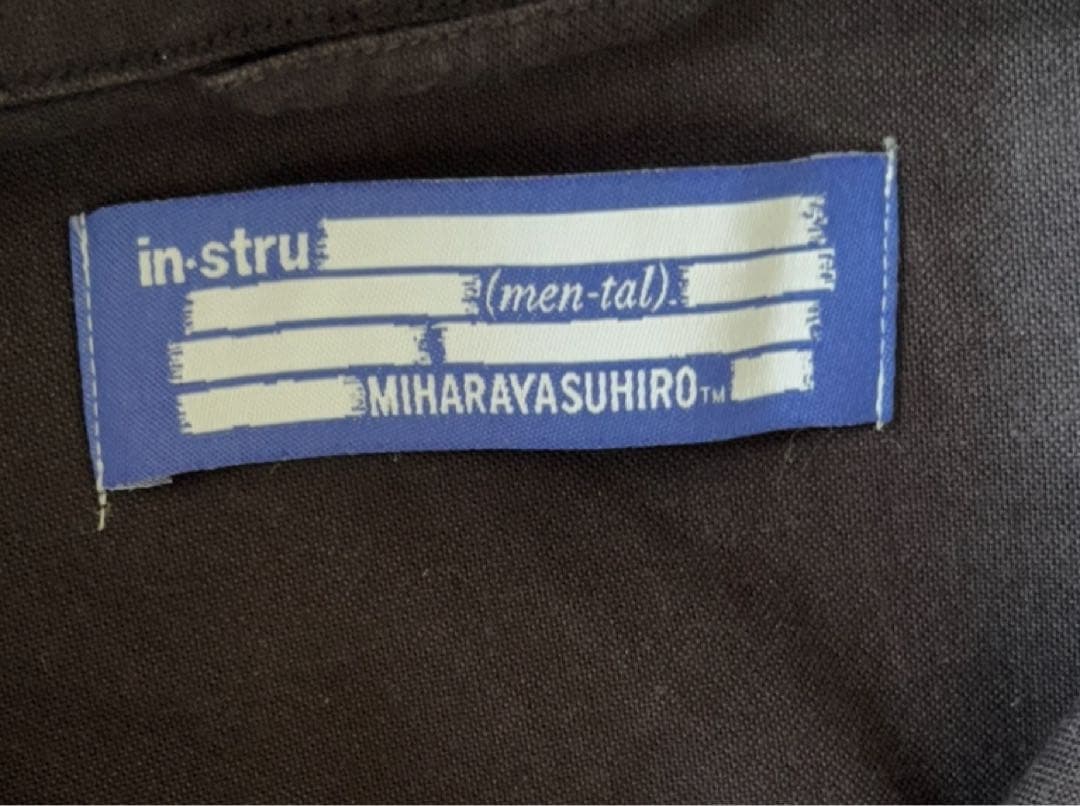 in·stru
(men-tal).
MIHARAYASUHIRO™